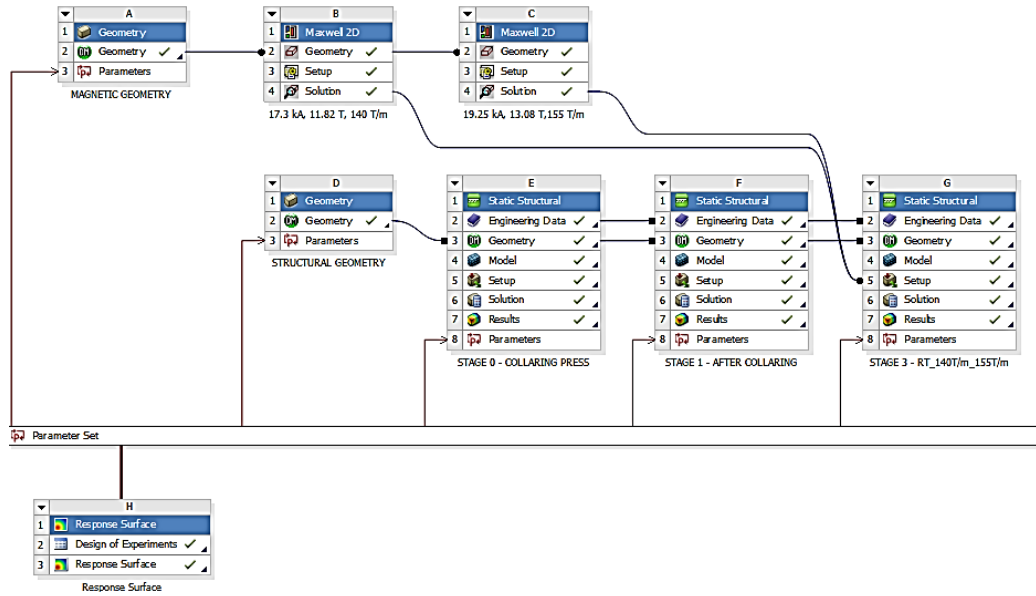 A
1 Geometry
2 Geometry
3 Parameters
MAGNETIC GEOMETRY
B
1 Maxwell 2D
2 Geometry
3 Setup
4 Solution
17.3 kA, 11.82 T, 140 T/m
C
1 Maxwell 2D
2 Geometry
3 Setup
4 Solution
19.25 kA, 13.08 T,155 T/m
D
1 Geometry
2 Geometry
3 Parameters
STRUCTURAL GEOMETRY
E
1 Static Structural
2 Engineering Data
3 Geometry
4 Model
5 Setup
6 Solution
7 Results
8 Parameters
STAGE 0 - COLLARING PRESS
F
1 Static Structural
2 Engineering Data
3 Geometry
4 Model
5 Setup
6 Solution
7 Results
8 Parameters
STAGE 1 - AFTER COLLARING
G
1 Static Structural
2 Engineering Data
3 Geometry
4 Model
5 Setup
6 Solution
7 Results
8 Parameters
STAGE 3 - RT_140T/m_155T/m
Parameter Set
H
1 Response Surface
2 Design of Experiments
3 Response Surface
Response Surface